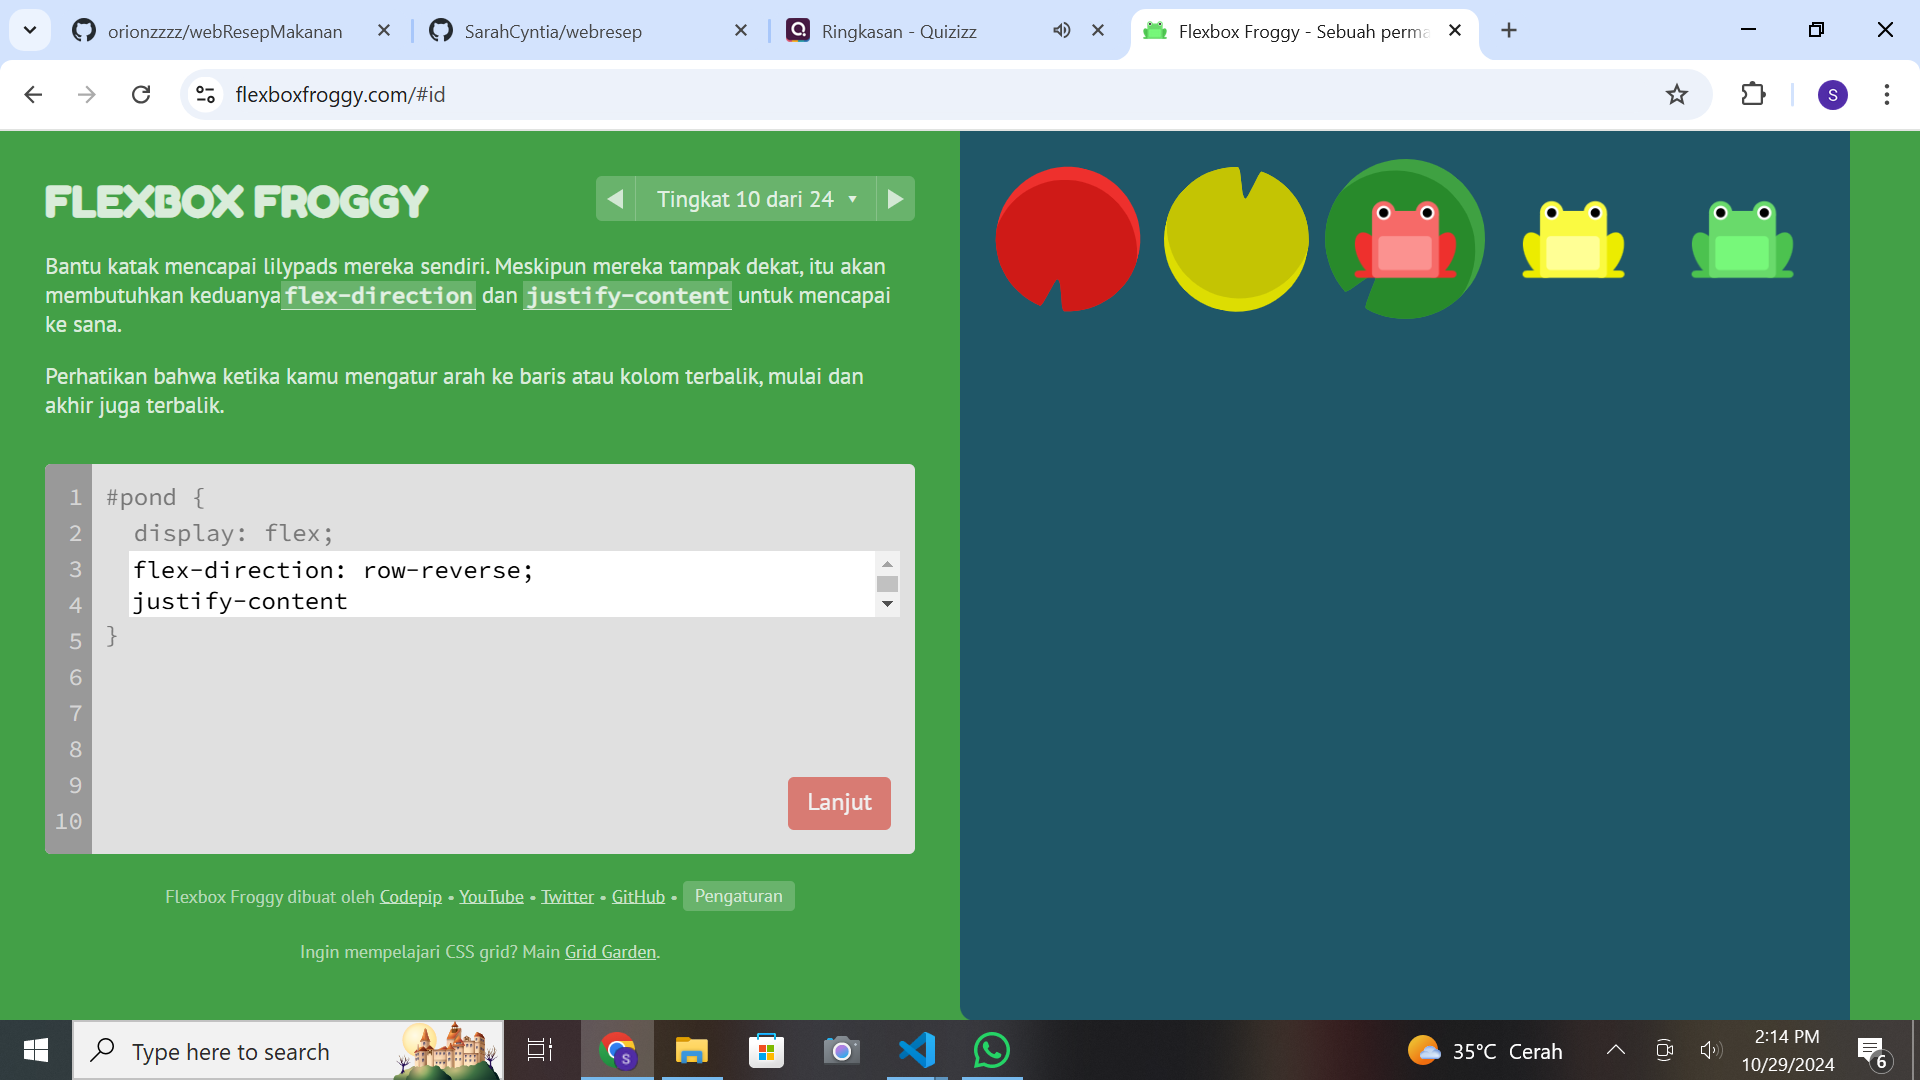 orionzzzz/webResepMakanan
SarahCyntia/webresep
Ringkasan - Quizizz
Flexbox Froggy - Sebuah perma
flexboxfroggy.com/#id
S
FLEXBOX FROGGY
Tingkat 10 dari 24
Bantu katak mencapai lilypads mereka sendiri. Meskipun mereka tampak dekat, itu akan
membutuhkan keduanya flex-direction dan justify-content untuk mencapai
ke sana.
Perhatikan bahwa ketika kamu mengatur arah ke baris atau kolom terbalik, mulai dan
akhir juga terbalik.
1 #pond {
2 display: flex;
3 flex-direction: row-reverse;
4 justify-content
5 }
6
7
8
9
10
Lanjut
Flexbox Froggy dibuat oleh Codepip • YouTube • Twitter • GitHub • Pengaturan
Ingin mempelajari CSS grid? Main Grid Garden.
Type here to search
S
35°C Cerah
2:14 PM
10/29/2024
6